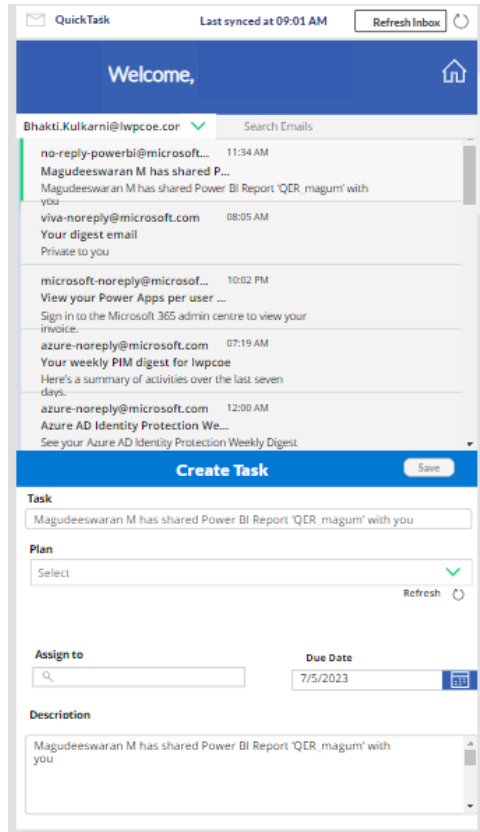 QuickTask
Last synced at 09:01 AM
Refresh Inbox
Welcome,
Bhakti.Kulkarni@lwpcoe.cor
Search Emails
no-reply-powerbi@microsoft... 11:34 AM
Magudeeswaran M has shared P...
Magudeeswaran M has shared Power BI Report 'QER_magum' with
you
viva-noreply@microsoft.com 08:05 AM
Your digest email
Private to you
microsoft-noreply@microsof... 10:02 PM
View your Power Apps per user ...
Sign in to the Microsoft 365 admin centre to view your
invoice.
azure-noreply@microsoft.com 07:19 AM
Your weekly PIM digest for lwpcoe
Here's a summary of activities over the last seven
days.
azure-noreply@microsoft.com 12:00 AM
Azure AD Identity Protection We...
See your Azure AD Identity Protection Weekly Digest
Create Task
Save
Task
Magudeeswaran M has shared Power BI Report 'QER_magum' with you
Plan
Select
Refresh
Assign to
Due Date
7/5/2023
Description
Magudeeswaran M has shared Power BI Report 'QER_magum' with
you